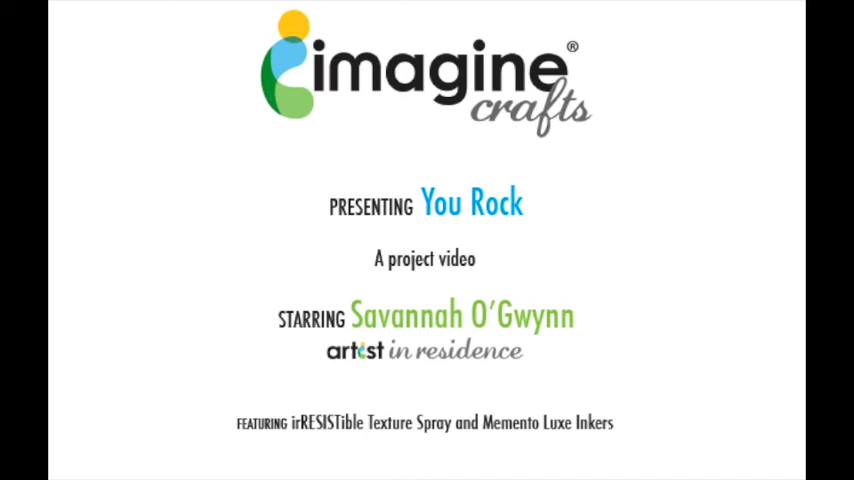 imagine®
crafts
PRESENTING You Rock
A project video
STARRING Savannah O'Gwynn
artist in residence
FEATURING irRESISTible Texture Spray and Memento Luxe Inkers